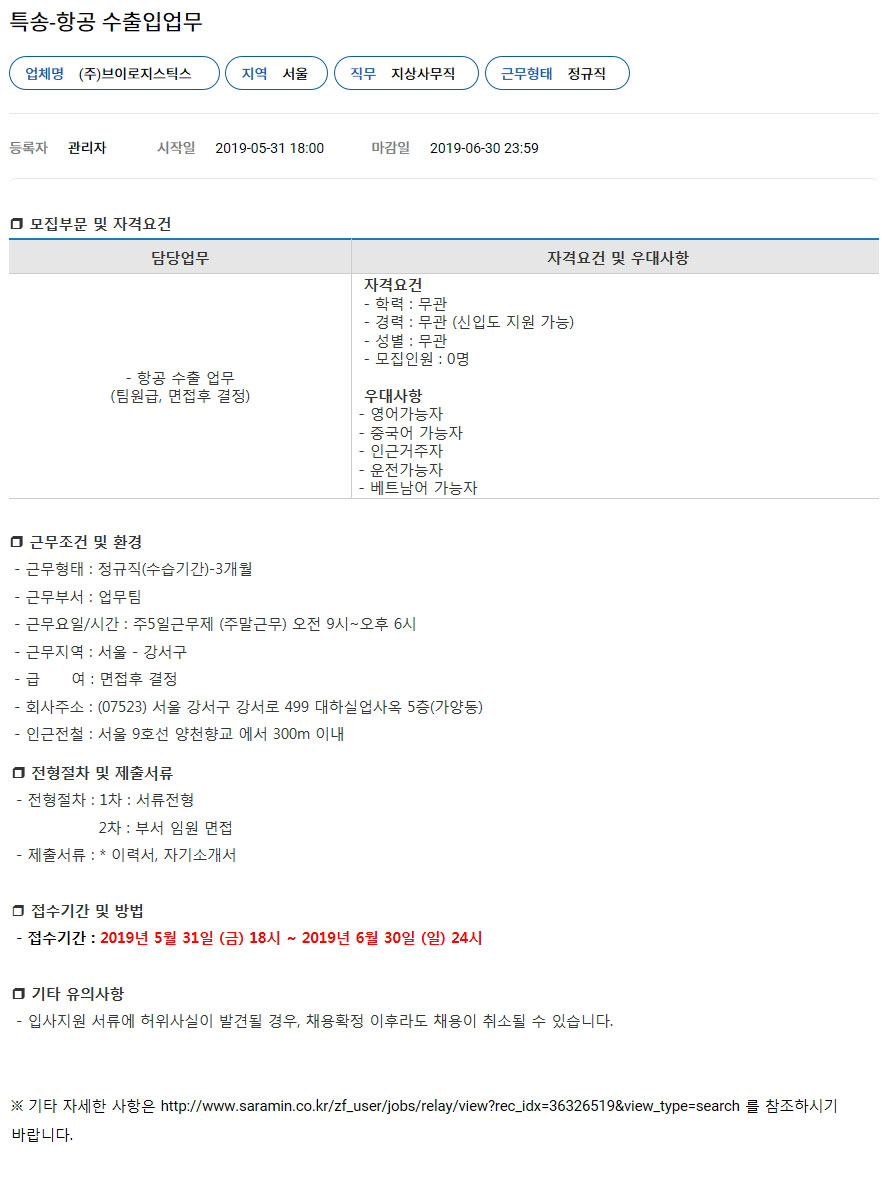 특송-항공 수출입업무
업체명 (주)브이로지스틱스 지역 서울 직무 지상사무직 근무형태 정규직
등록자 관리자 시작일 2019-05-31 18:00 마감일 2019-06-30 23:59
모집부문 및 자격요건
담당업무 자격요건 및 우대사항
- 항공 수출 업무
(팀원급, 면접후 결정)
자격요건
- 학력 : 무관
- 경력 : 무관 (신입도 지원 가능)
- 성별 : 무관
- 모집인원 : 0명
우대사항
- 영어가능자
- 중국어 가능자
- 인근거주자
- 운전가능자
- 베트남어 가능자
근무조건 및 환경
- 근무형태 : 정규직(수습기간)-3개월
- 근무부서 : 업무팀
- 근무요일/시간 : 주5일근무제 (주말근무) 오전 9시~오후 6시
- 근무지역 : 서울 - 강서구
- 급 여 : 면접후 결정
- 회사주소 : (07523) 서울 강서구 강서로 499 대하실업사옥 5층(가양동)
- 인근전철 : 서울 9호선 양천향교 에서 300m 이내
전형절차 및 제출서류
- 전형절차 : 1차 : 서류전형
2차 : 부서 임원 면접
- 제출서류 : * 이력서, 자기소개서
접수기간 및 방법
- 접수기간 : 2019년 5월 31일 (금) 18시 ~ 2019년 6월 30일 (일) 24시
기타 유의사항
- 입사지원 서류에 허위사실이 발견될 경우, 채용확정 이후라도 채용이 취소될 수 있습니다.
※ 기타 자세한 사항은 http://www.saramin.co.kr/zf_user/jobs/relay/view?rec_idx=36326519&view_type=search 를 참조하시기
바랍니다.